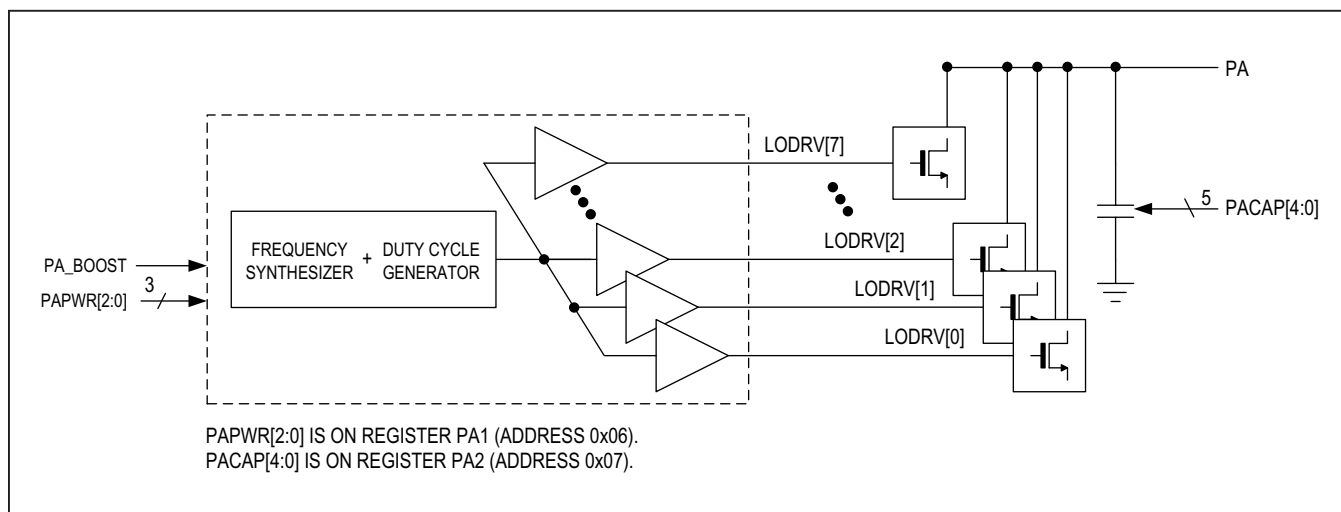 PA
LODRV[7]
5
PACAP[4:0]
LODRV[2]
FREQUENCY + DUTY CYCLE
SYNTHESIZER GENERATOR
PA_BOOST
3
PAPWR[2:0]
LODRV[1]
LODRV[0]
PAPWR[2:0] IS ON REGISTER PA1 (ADDRESS 0x06).
PACAP[4:0] IS ON REGISTER PA2 (ADDRESS 0x07).